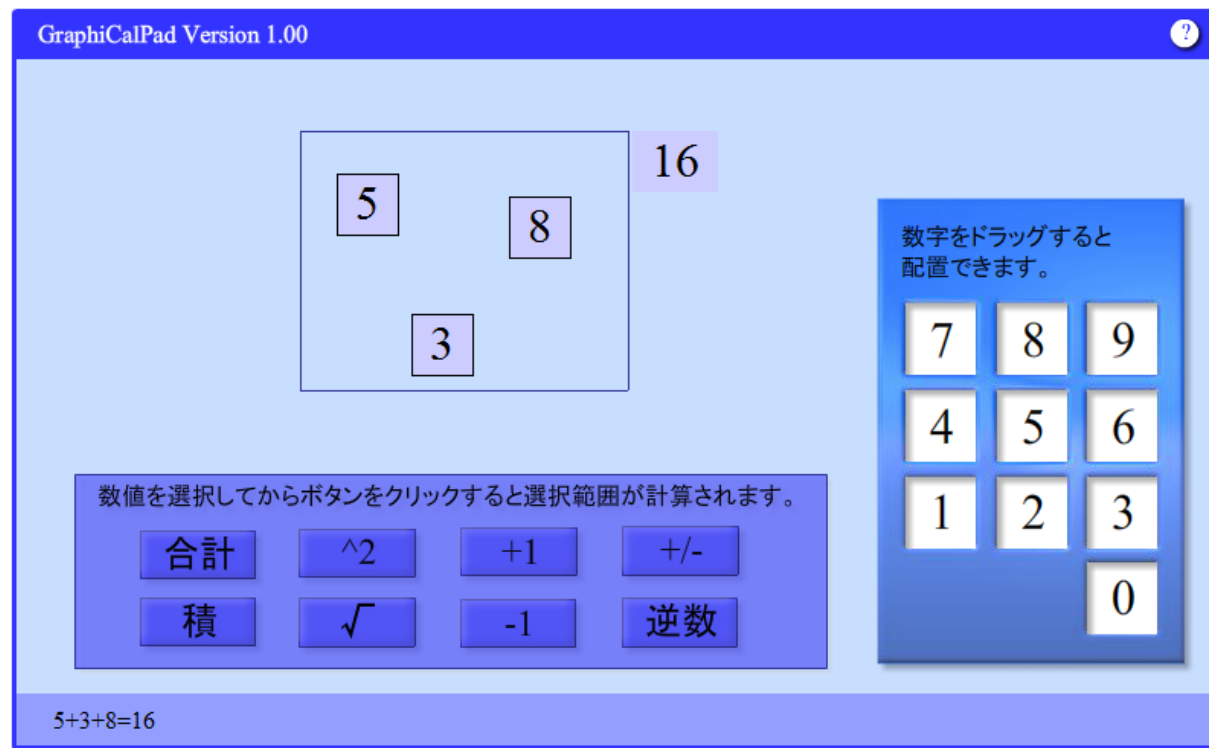 GraphiCalPad Version 1.00
?
16
5
8
3
数字をドラッグすると
配置できます。
7 8 9
4 5 6
1 2 3
0
数値を選択してからボタンをクリックすると選択範囲が計算されます。
合計 ^2 +1 +/-
積 √ -1 逆数
5+3+8=16